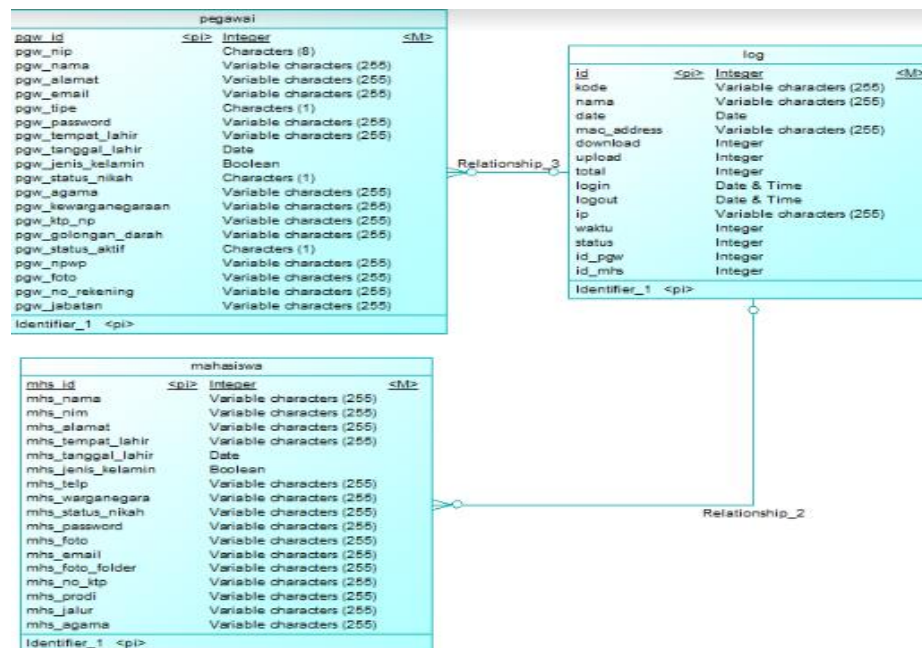 pegawai
pgw_id <pi> Integer <M>
pgw_nip Characters (8)
pgw_nama Variable characters (255)
pgw_alamat Variable characters (255)
pgw_email Variable characters (255)
pgw_tipe Characters (1)
pgw_password Variable characters (255)
pgw_tempat_lahir Variable characters (255)
pgw_tanggal_lahir Date
pgw_jenis_kelamin Boolean
pgw_status_nikah Characters (1)
pgw_agama Variable characters (255)
pgw_kewarganegaraan Variable characters (255)
pgw_ktp_np Variable characters (255)
pgw_golongan_darah Variable characters (255)
pgw_status_aktif Characters (1)
pgw_npwp Variable characters (255)
pgw_foto Variable characters (255)
pgw_no_rekening Variable characters (255)
pgw_jabatan Variable characters (255)
Identifier_1 <pi>
Relationship_3
log
id <pi> Integer <M>
kode Variable characters (255)
nama Variable characters (255)
date Date
mac_address Variable characters (255)
download Integer
upload Integer
total Integer
login Date & Time
logout Date & Time
ip Variable characters (255)
waktu Integer
status Integer
id_pgw Integer
id_mhs Integer
Identifier_1 <pi>
mahasiswa
mhs_id <pi> Integer <M>
mhs_nama Variable characters (255)
mhs_nim Variable characters (255)
mhs_alamat Variable characters (255)
mhs_tempat_lahir Variable characters (255)
mhs_tanggal_lahir Date
mhs_jenis_kelamin Boolean
mhs_telp Variable characters (255)
mhs_warganegara Variable characters (255)
mhs_status_nikah Variable characters (255)
mhs_password Variable characters (255)
mhs_foto Variable characters (255)
mhs_email Variable characters (255)
mhs_foto_folder Variable characters (255)
mhs_no_ktp Variable characters (255)
mhs_prodi Variable characters (255)
mhs_jalur Variable characters (255)
mhs_agama Variable characters (255)
Identifier_1 <pi>
Relationship_2